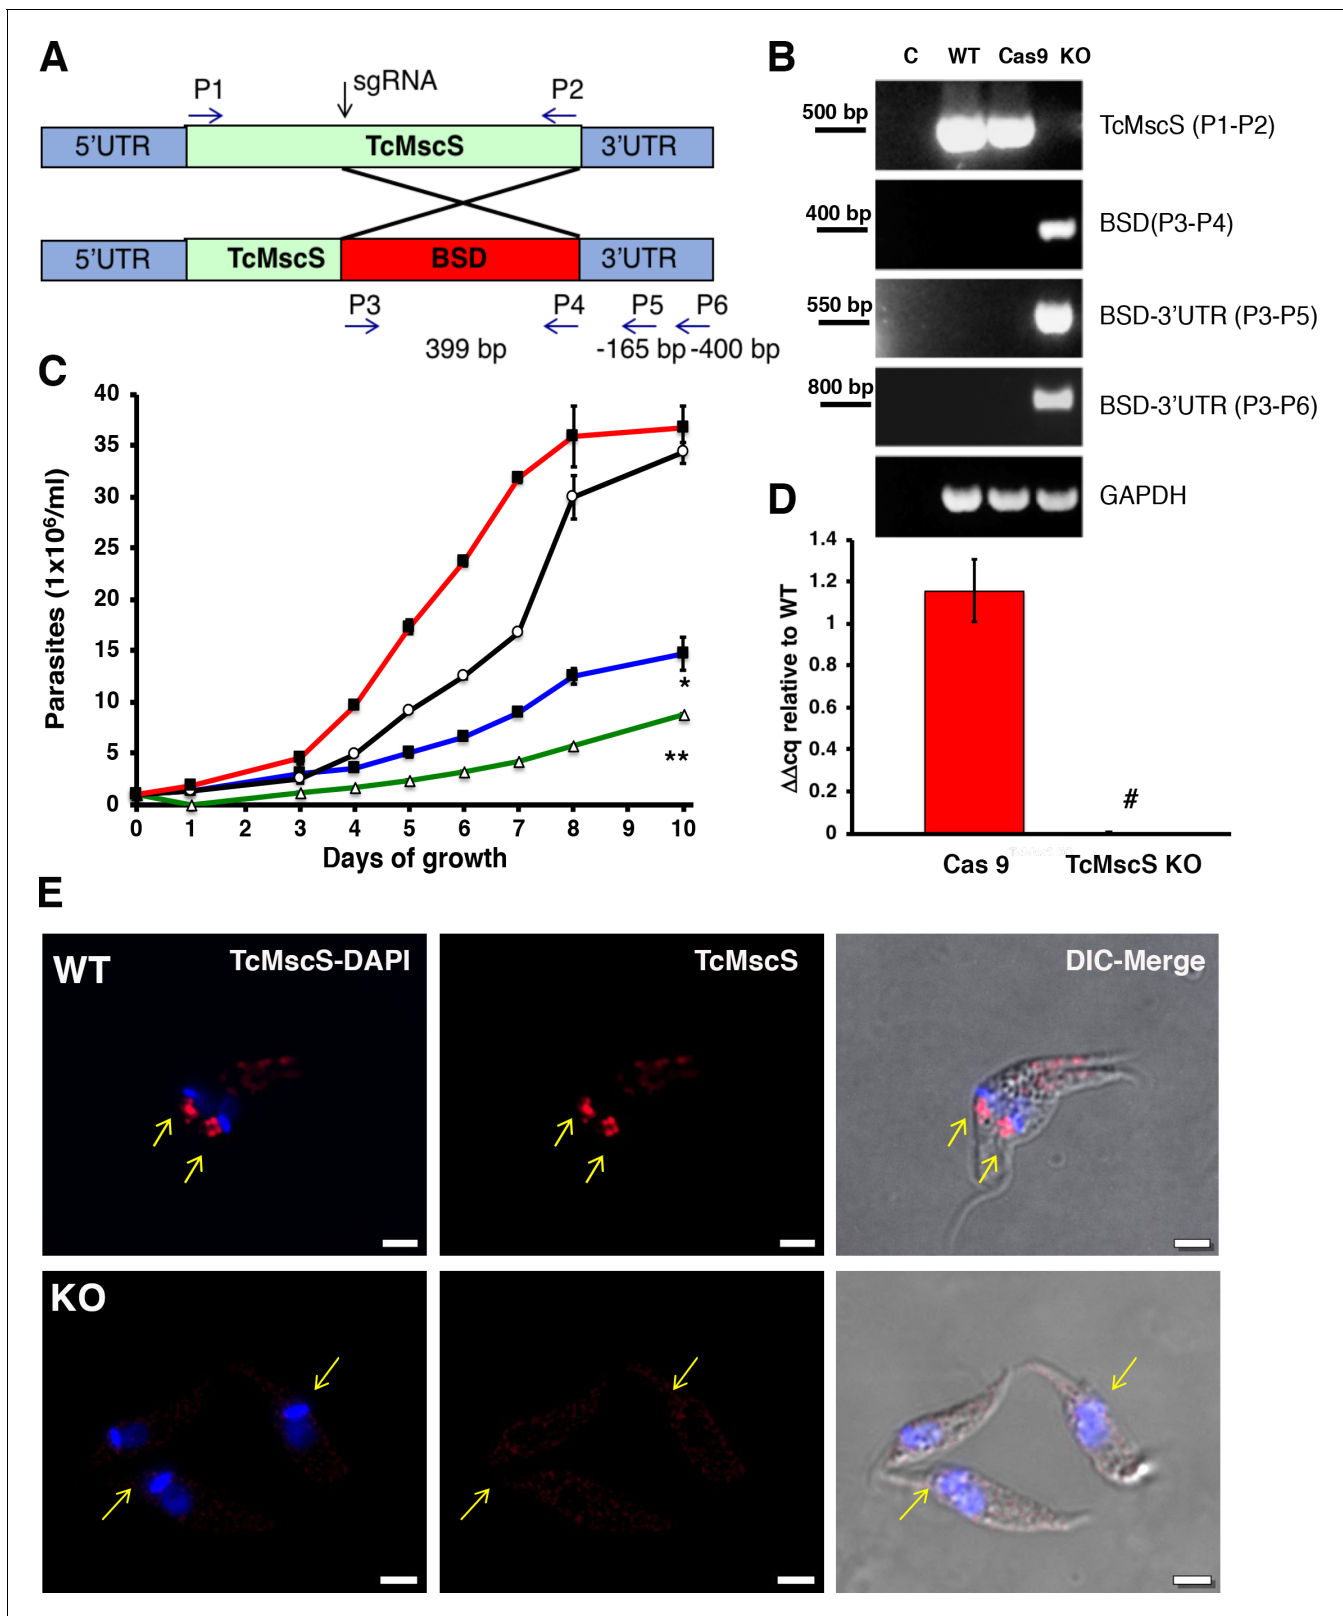 A
P1
sgRNA
P2
5'UTR
TcMscS
3'UTR
5'UTR
TcMscS
BSD
3'UTR
P3
P4
P5
P6
399 bp
-165 bp
-400 bp
B
C WT Cas9 KO
500 bp
TcMscS (P1-P2)
400 bp
BSD(P3-P4)
550 bp
BSD-3'UTR (P3-P5)
800 bp
BSD-3'UTR (P3-P6)
GAPDH
C
Parasites (1x10⁶/ml)
40
35
30
25
20
15
10
5
0
*
**
0 1 2 3 4 5 6 7 8 9 10
Days of growth
D
ΔΔcq relative to WT
1.4
1.2
1
0.8
0.6
0.4
0.2
0
#
Cas 9
TcMscS KO
E
WT
TcMscS-DAPI
TcMscS
DIC-Merge
KO